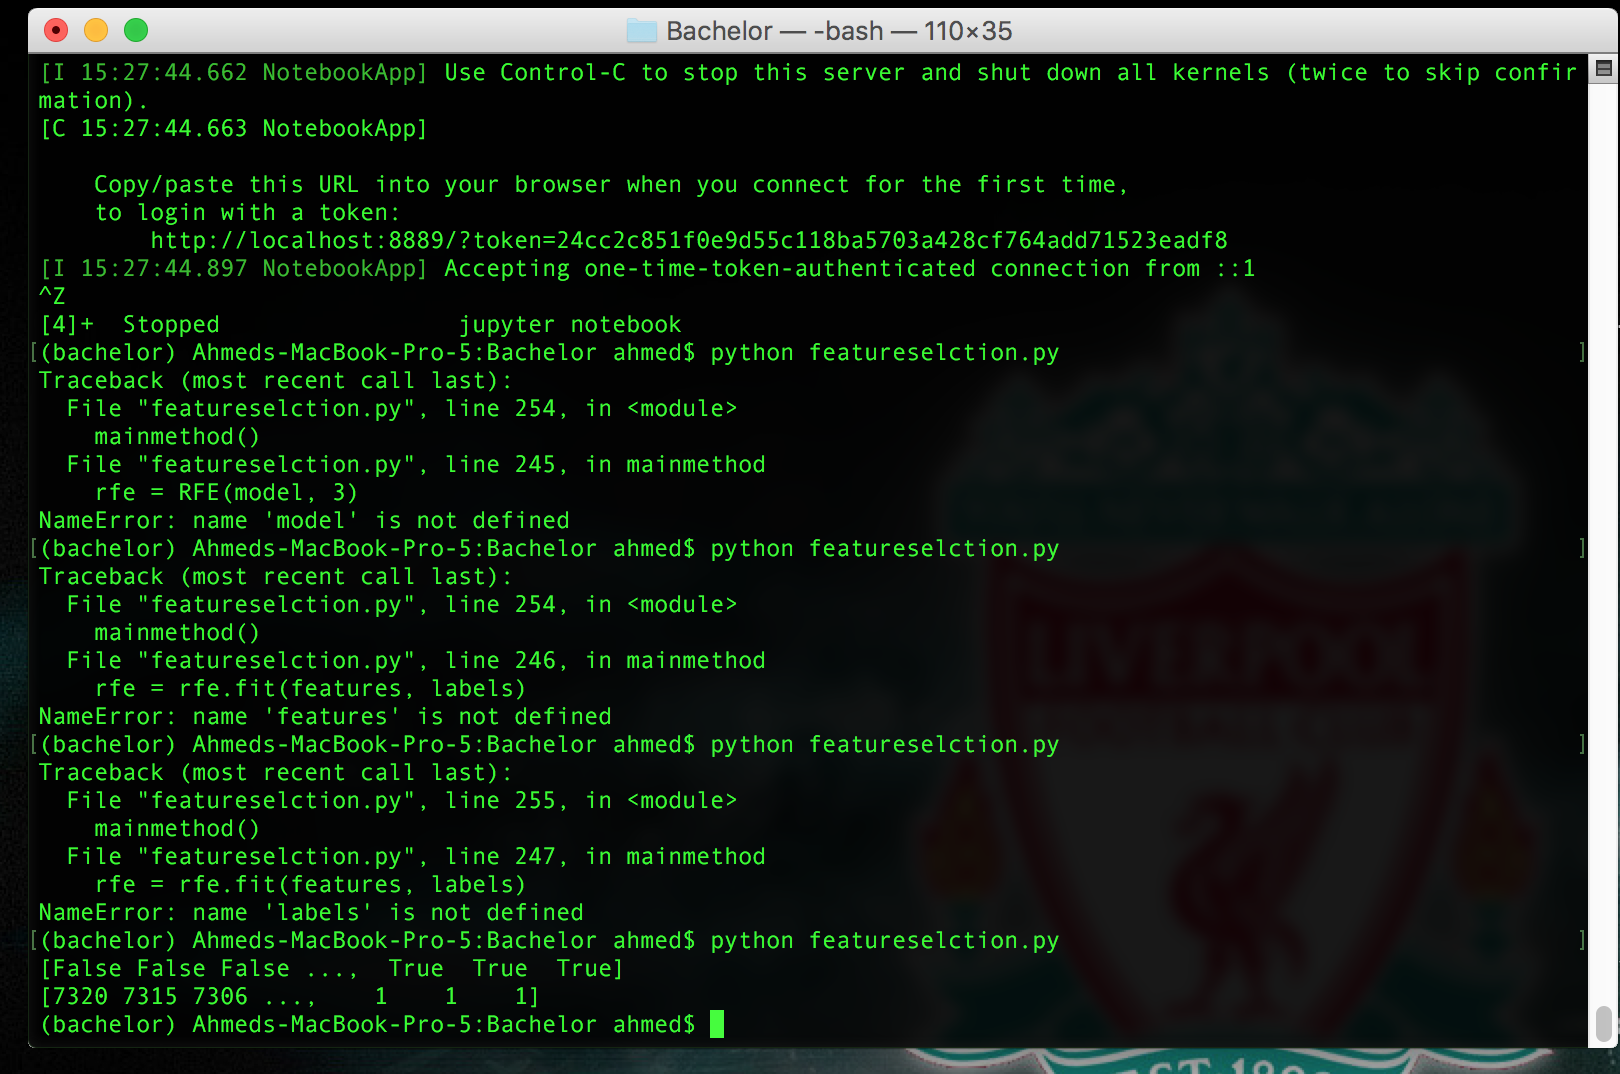 Bachelor — -bash — 110×35
[I 15:27:44.662 NotebookApp] Use Control-C to stop this server and shut down all kernels (twice to skip confir
mation).
[C 15:27:44.663 NotebookApp]
Copy/paste this URL into your browser when you connect for the first time,
to login with a token:
http://localhost:8889/?token=24cc2c851f0e9d55c118ba5703a428cf764add71523eadf8
[I 15:27:44.897 NotebookApp] Accepting one-time-token-authenticated connection from ::1
^Z
[4]+  Stopped                 jupyter notebook
[(bachelor) Ahmeds-MacBook-Pro-5:Bachelor ahmed$ python featureselction.py ]
Traceback (most recent call last):
File "featureselction.py", line 254, in <module>
mainmethod()
File "featureselction.py", line 245, in mainmethod
rfe = RFE(model, 3)
NameError: name 'model' is not defined
[(bachelor) Ahmeds-MacBook-Pro-5:Bachelor ahmed$ python featureselction.py ]
Traceback (most recent call last):
File "featureselction.py", line 254, in <module>
mainmethod()
File "featureselction.py", line 246, in mainmethod
rfe = rfe.fit(features, labels)
NameError: name 'features' is not defined
[(bachelor) Ahmeds-MacBook-Pro-5:Bachelor ahmed$ python featureselction.py ]
Traceback (most recent call last):
File "featureselction.py", line 255, in <module>
mainmethod()
File "featureselction.py", line 247, in mainmethod
rfe = rfe.fit(features, labels)
NameError: name 'labels' is not defined
[(bachelor) Ahmeds-MacBook-Pro-5:Bachelor ahmed$ python featureselction.py ]
[False False False ...,  True  True  True]
[7320 7315 7306 ...,    1    1    1]
(bachelor) Ahmeds-MacBook-Pro-5:Bachelor ahmed$
LIVERPOOL